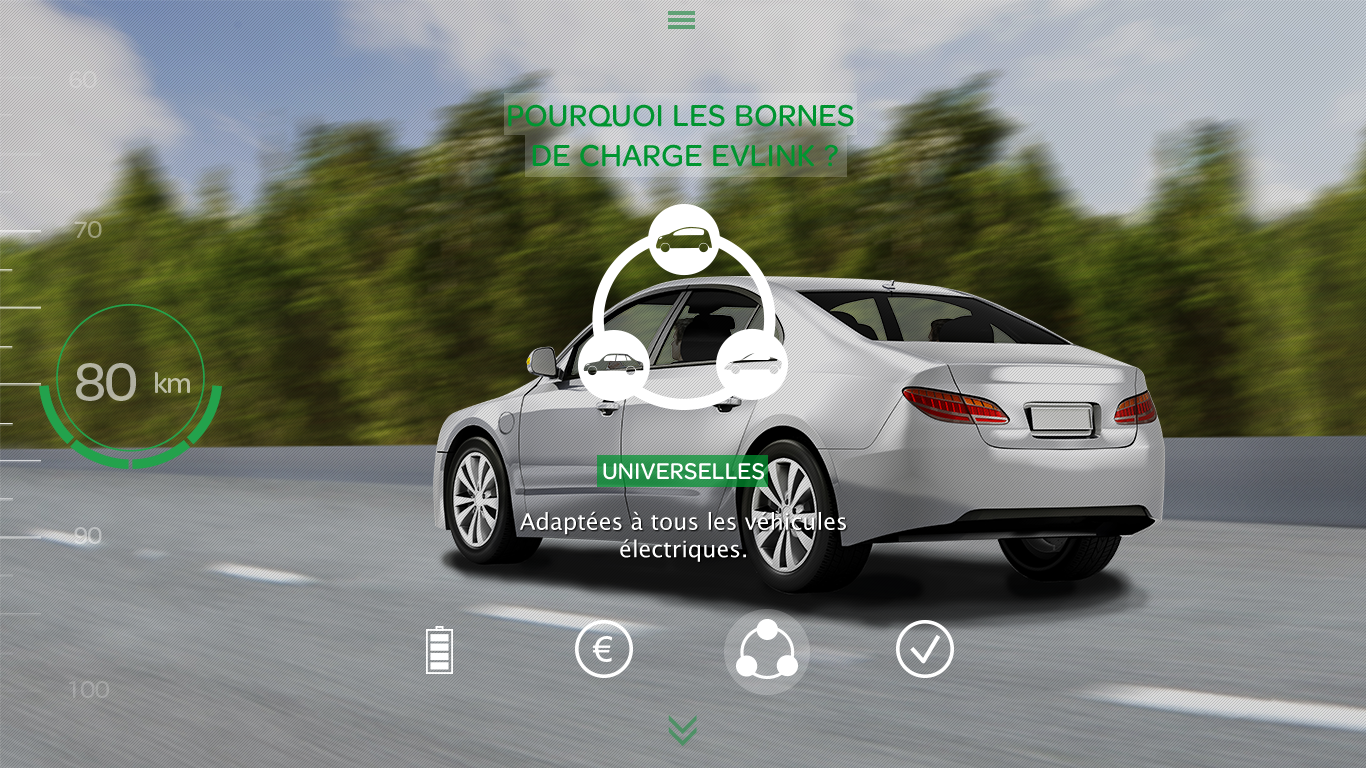 POURQUOI LES BORNES
DE CHARGE EVLINK ?
60
70
80 km
90
100
UNIVERSELLES
Adaptées à tous les véhicules
électriques.
€